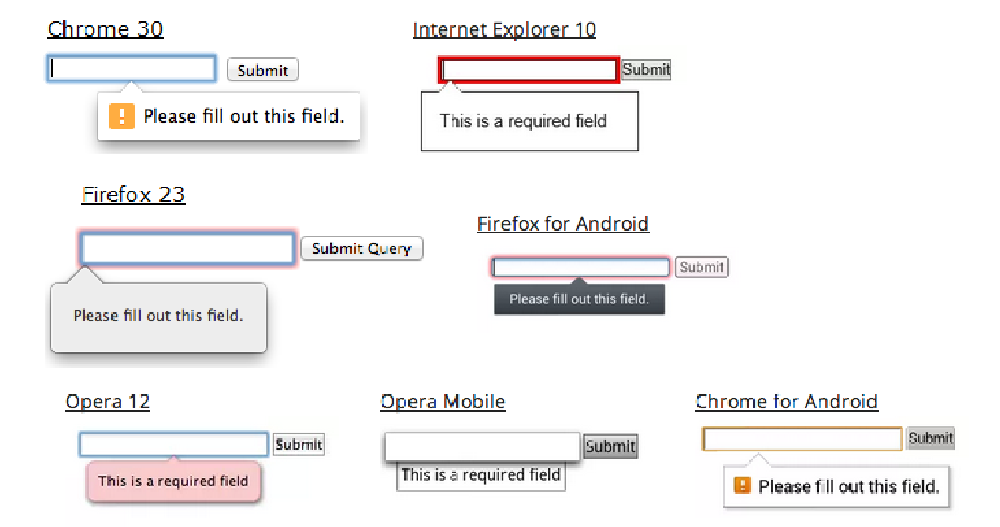 Chrome 30
Submit
Please fill out this field.
Internet Explorer 10
Submit
This is a required field
Firefox 23
Submit Query
Please fill out this field.
Firefox for Android
Submit
Please fill out this field.
Opera 12
Submit
This is a required field
Opera Mobile
Submit
This is a required field
Chrome for Android
Submit
Please fill out this field.